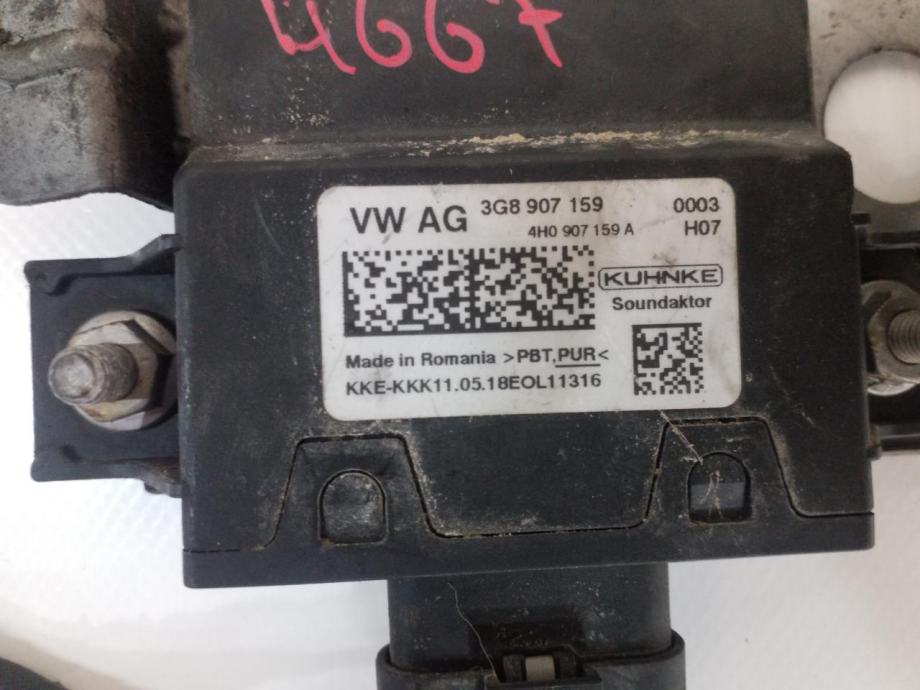 4667
VW AG 3G8 907 159 0003
4H0 907 159 A H07
KUHNKE
Soundaktor
Made in Romania >PBT,PUR<
KKE-KKK11.05.18EOL11316